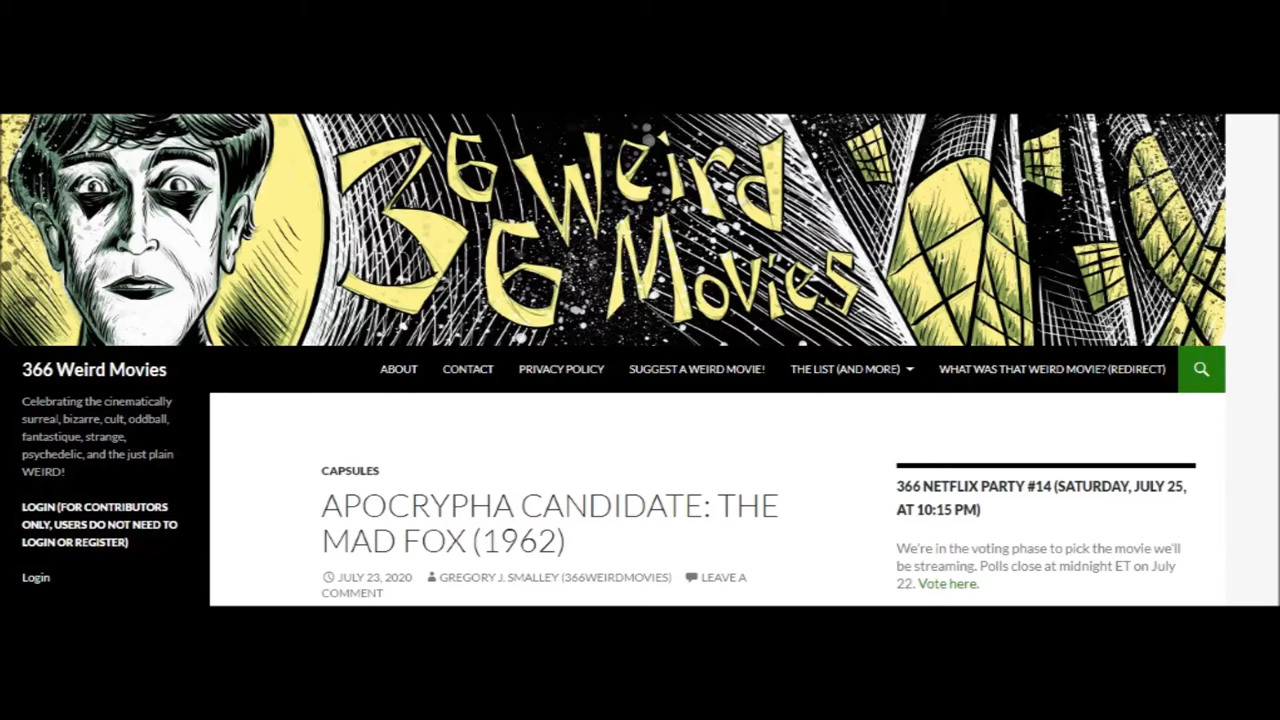 366 Weird
Movies
366 Weird Movies
ABOUT CONTACT PRIVACY POLICY SUGGEST A WEIRD MOVIE! THE LIST (AND MORE) WHAT WAS THAT WEIRD MOVIE? (REDIRECT)
Celebrating the cinematically
surreal, bizarre, cult, oddball,
fantastique, strange,
psychedelic, and the just plain
WEIRD!
LOGIN (FOR CONTRIBUTORS
ONLY, USERS DO NOT NEED TO
LOGIN OR REGISTER)
Login
CAPSULES
APOCRYPHA CANDIDATE: THE
MAD FOX (1962)
JULY 23, 2020 GREGORY J. SMALLEY (366WEIRDMOVIES) LEAVE A
COMMENT
366 NETFLIX PARTY #14 (SATURDAY, JULY 25,
AT 10:15 PM)
We're in the voting phase to pick the movie we'll
be streaming. Polls close at midnight ET on July
22. Vote here.